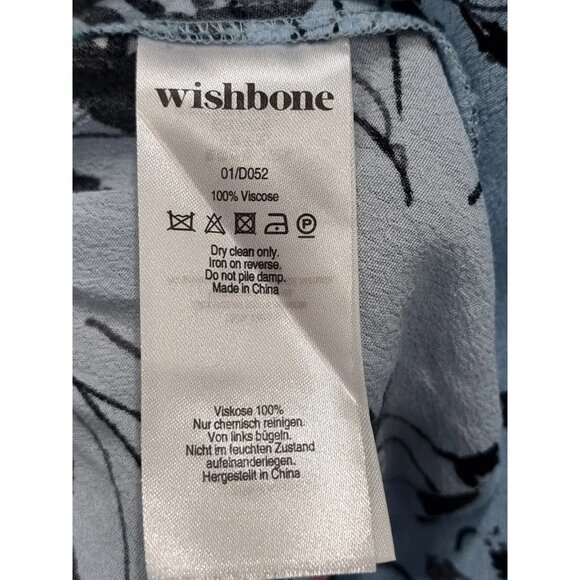 wishbone
01/D052
100% Viscose
P
Dry clean only.
Iron on reverse.
Do not pile damp.
Made in China
Viskose 100%
Nur chemisch reinigen.
Von links bügeln.
Nicht im feuchten Zustand
aufeinanderlegen.
Hergestellt in China